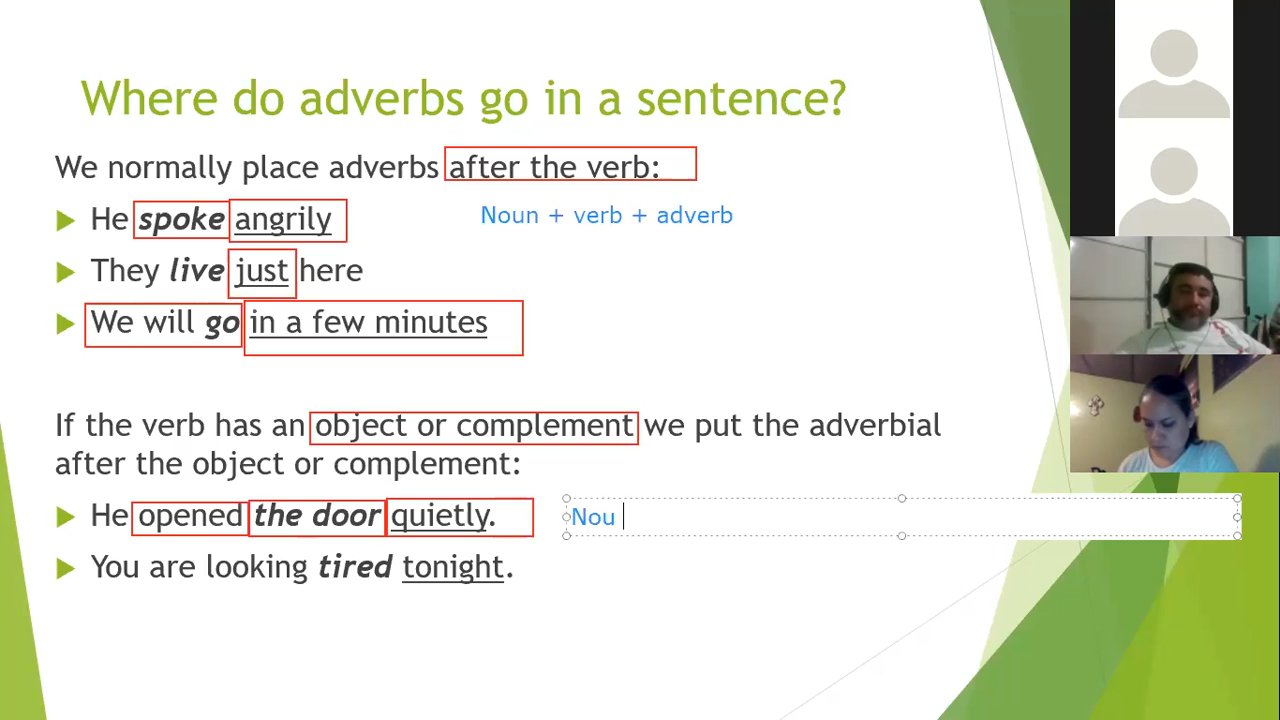 Where do adverbs go in a sentence?
We normally place adverbs after the verb:
He spoke angrily
Noun + verb + adverb
They live just here
We will go in a few minutes
If the verb has an object or complement we put the adverbial
after the object or complement:
He opened the door quietly.
Nou
You are looking tired tonight.